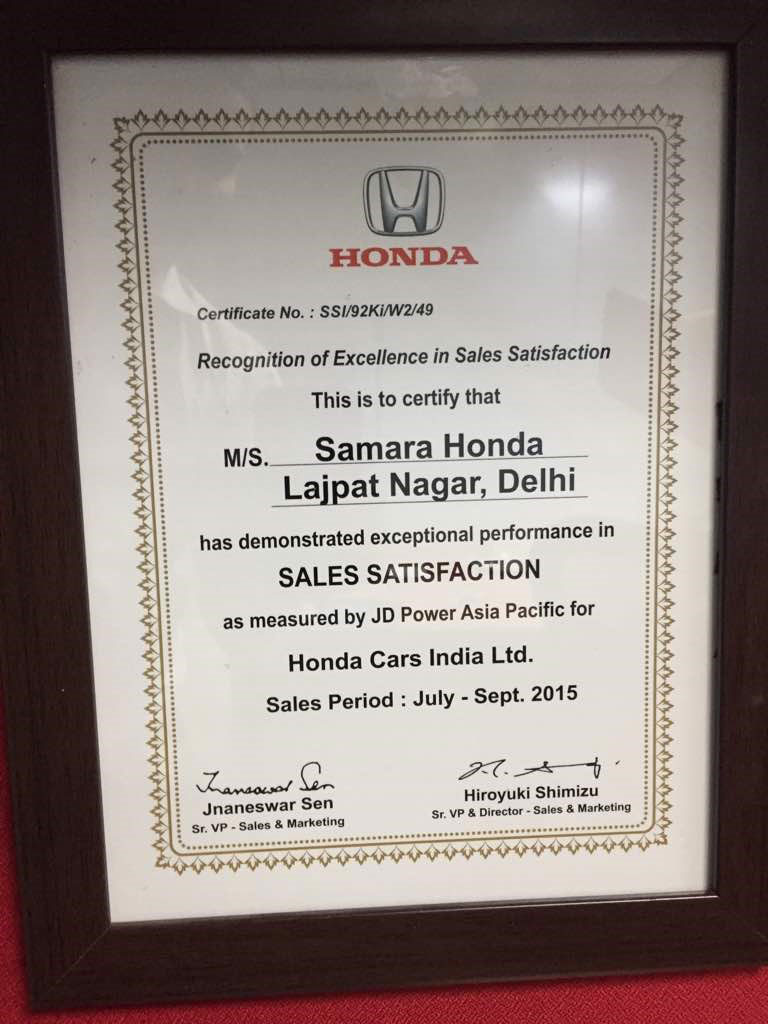 HONDA
Certificate No. : SSI/92Ki/W2/49
Recognition of Excellence in Sales Satisfaction
This is to certify that
M/S. Samara Honda
Lajpat Nagar, Delhi
has demonstrated exceptional performance in
SALES SATISFACTION
as measured by JD Power Asia Pacific for
Honda Cars India Ltd.
Sales Period : July - Sept. 2015
Jnaneswar Sen
Jnaneswar Sen
Sr. VP - Sales & Marketing
Hiroyuki Shimizu
Sr. VP & Director - Sales & Marketing